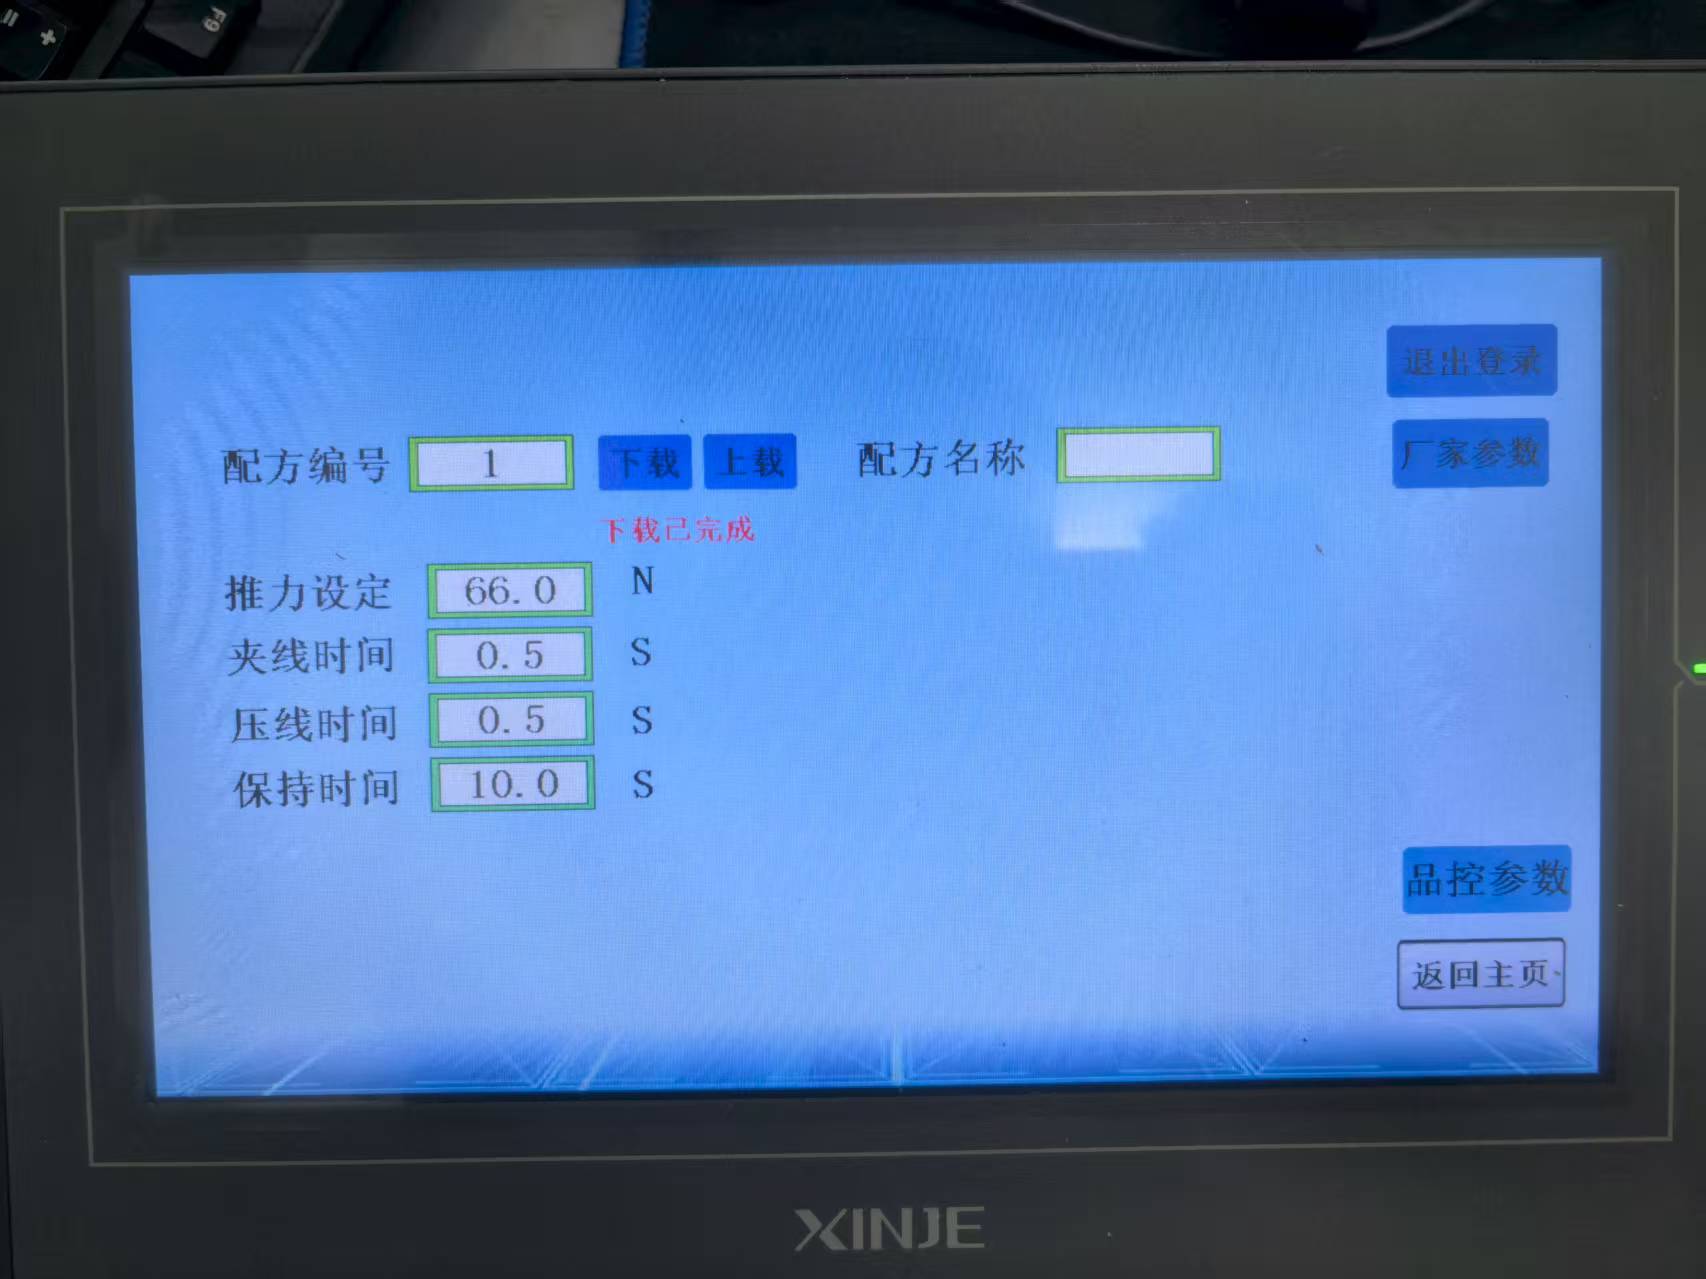 = +
F9
退出登录
配方编号 1 下载 上载 配方名称
厂家参数
下载已完成
推力设定 66.0 N
夹线时间 0.5 S
压线时间 0.5 S
保持时间 10.0 S
品控参数
返回主页
XINJE